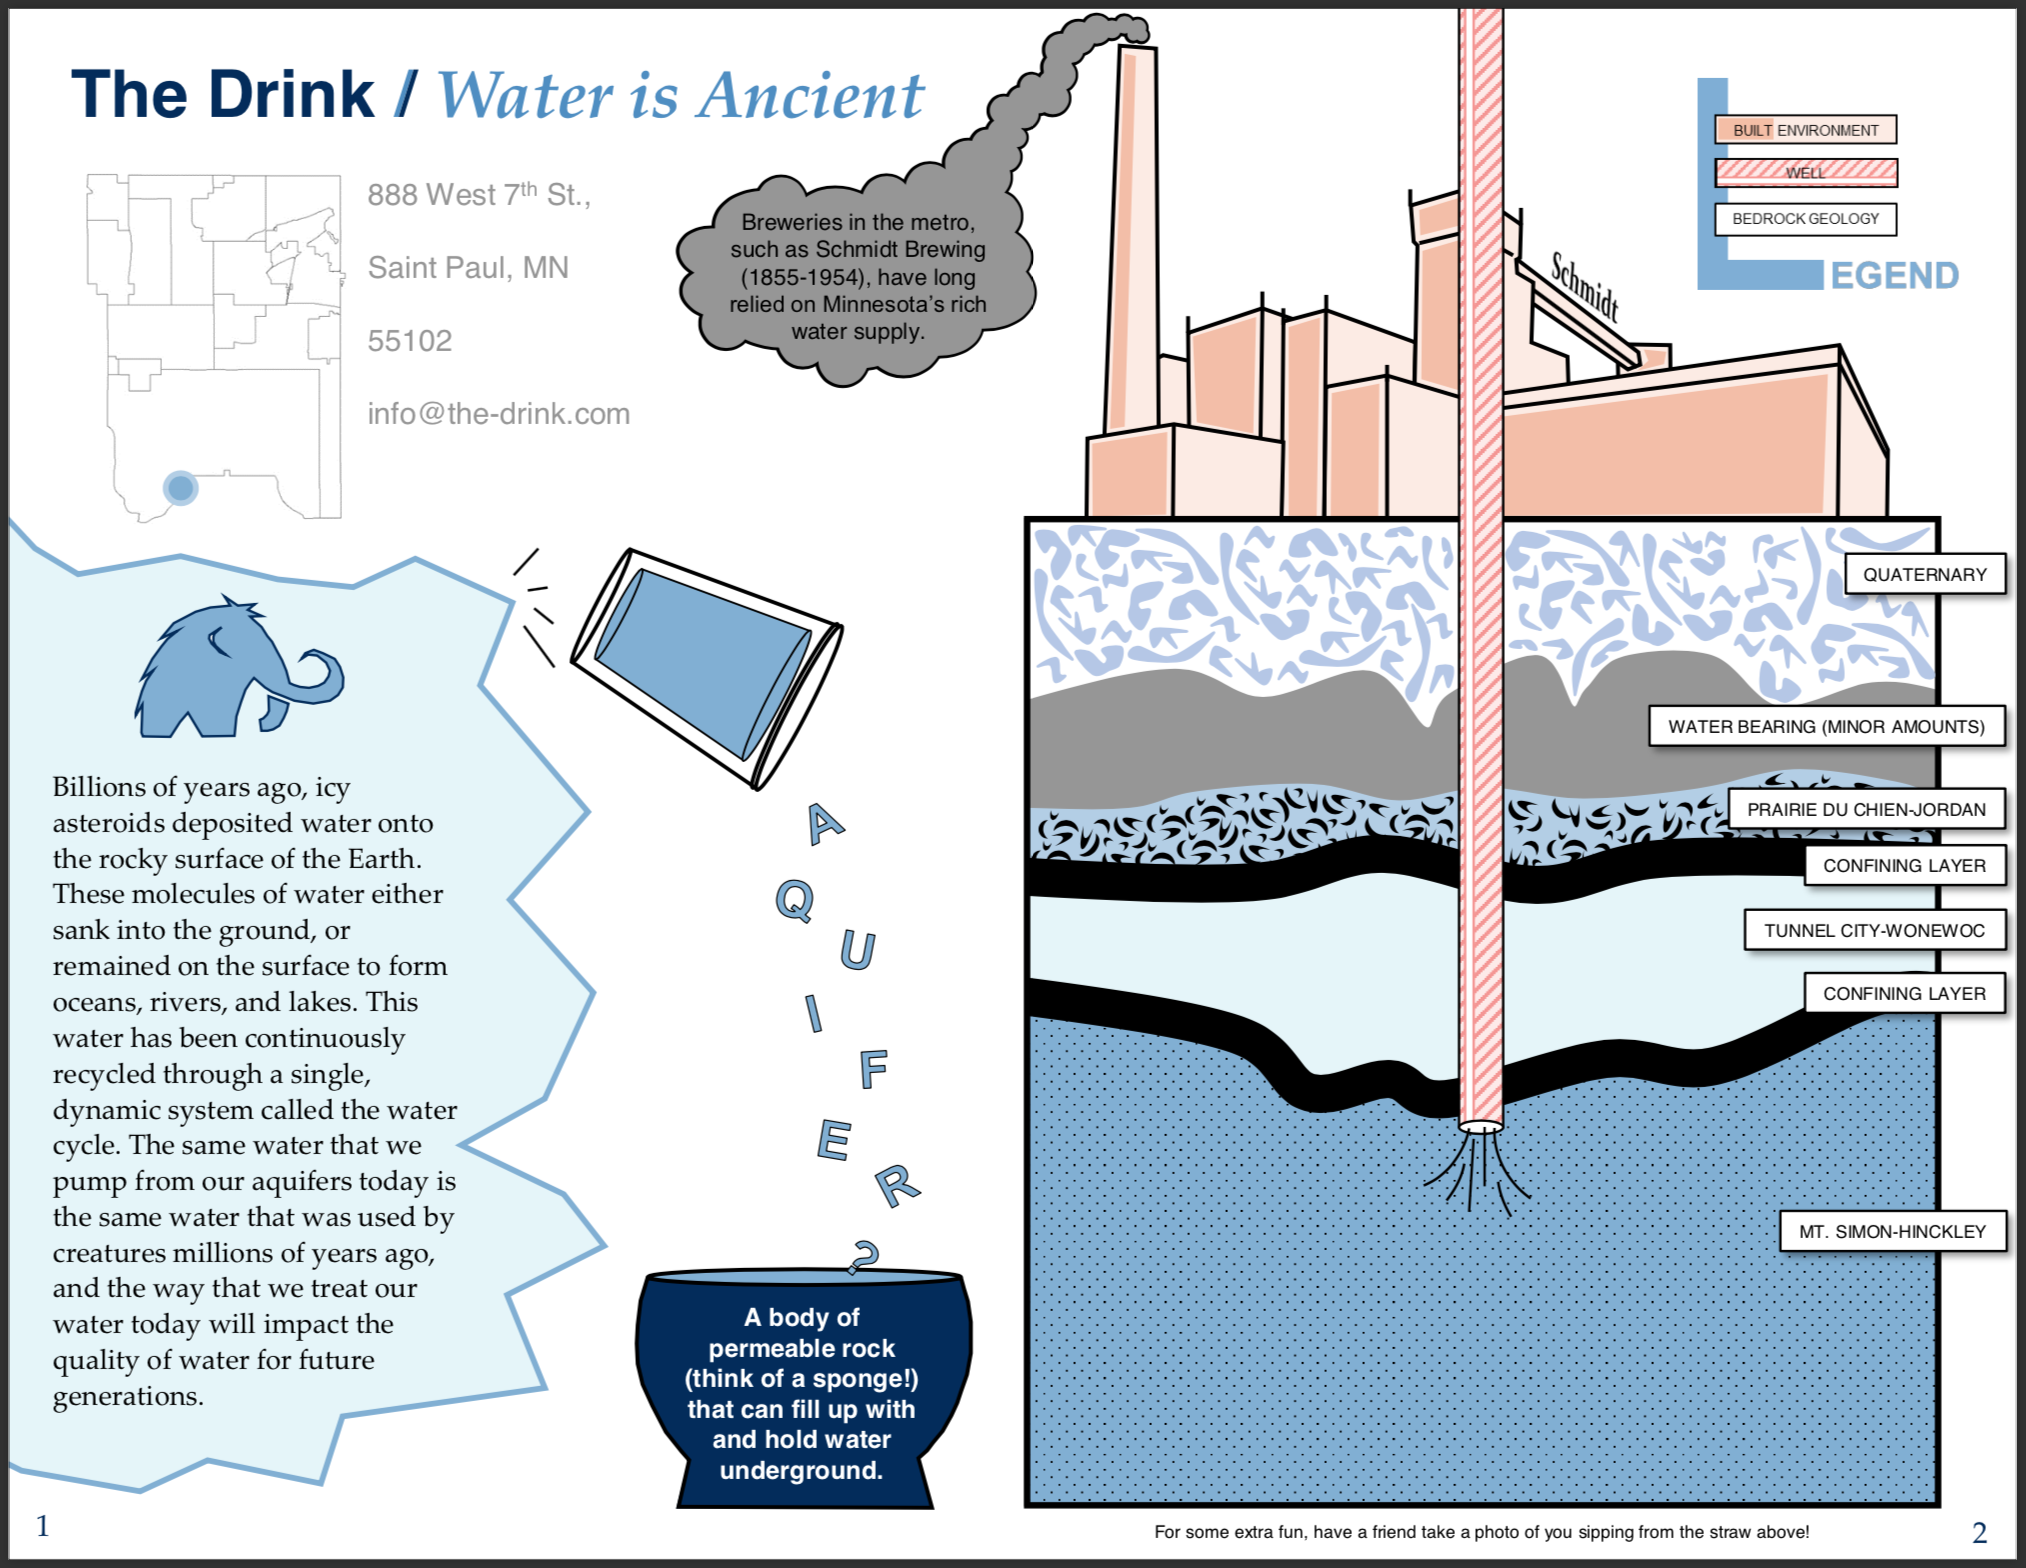 The Drink / Water is Ancient
888 West 7th St.,
Saint Paul, MN
55102
info@the-drink.com
Breweries in the metro,
such as Schmidt Brewing
(1855-1954), have long
relied on Minnesota's rich
water supply.
Billions of years ago, icy
asteroids deposited water onto
the rocky surface of the Earth.
These molecules of water either
sank into the ground, or
remained on the surface to form
oceans, rivers, and lakes. This
water has been continuously
recycled through a single,
dynamic system called the water
cycle. The same water that we
pump from our aquifers today is
the same water that was used by
creatures millions of years ago,
and the way that we treat our
water today will impact the
quality of water for future
generations.
AQUIFER?
A body of
permeable rock
(think of a sponge!)
that can fill up with
and hold water
underground.
1
Schmidt
BUILT ENVIRONMENT
WELL
BEDROCK GEOLOGY
LEGEND
QUATERNARY
WATER BEARING (MINOR AMOUNTS)
PRAIRIE DU CHIEN-JORDAN
CONFINING LAYER
TUNNEL CITY-WONEWOC
CONFINING LAYER
MT. SIMON-HINCKLEY
For some extra fun, have a friend take a photo of you sipping from the straw above!
2